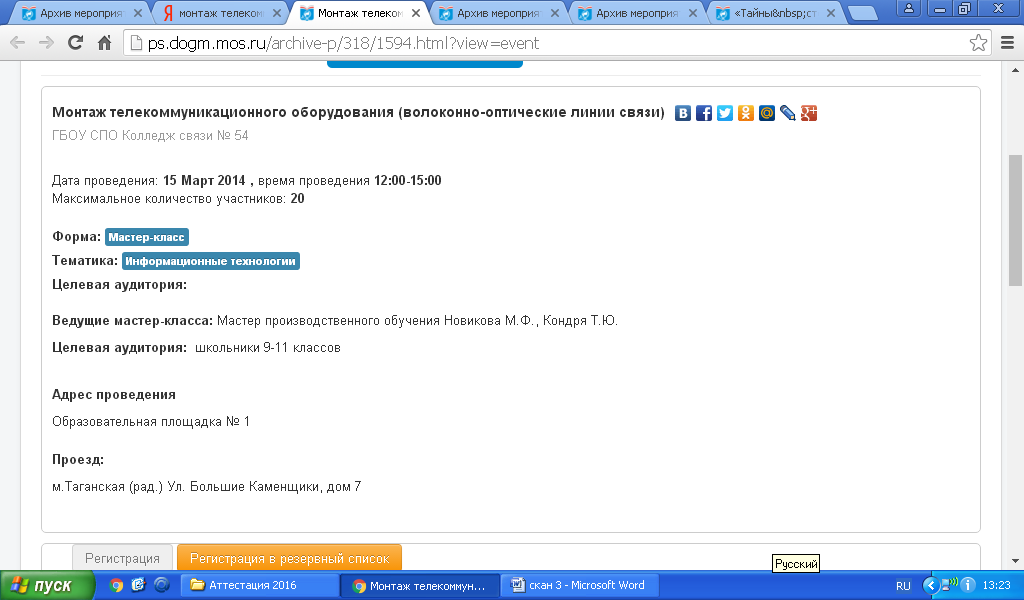 Архив мероприят
монтаж телеком
Монтаж телеком
Архив мероприя
Архив мероприя
«Тайны&nbsp;ст
ps.dogm.mos.ru/archive-p/318/1594.html?view=event
Монтаж телекоммуникационного оборудования (волоконно-оптические линии связи)
ГБОУ СПО Колледж связи № 54
Дата проведения: 15 Март 2014 , время проведения 12:00-15:00
Максимальное количество участников: 20
Форма: Мастер-класс
Тематика: Информационные технологии
Целевая аудитория:
Ведущие мастер-класса: Мастер производственного обучения Новикова М.Ф., Кондря Т.Ю.
Целевая аудитория: школьники 9-11 классов
Адрес проведения
Образовательная площадка № 1
Проезд:
м.Таганская (рад.) Ул. Большие Каменщики, дом 7
Регистрация Регистрация в резервный список
Русский
пуск Аттестация 2016 Монтаж телекоммун... скан 3 - Microsoft Word RU 13:23